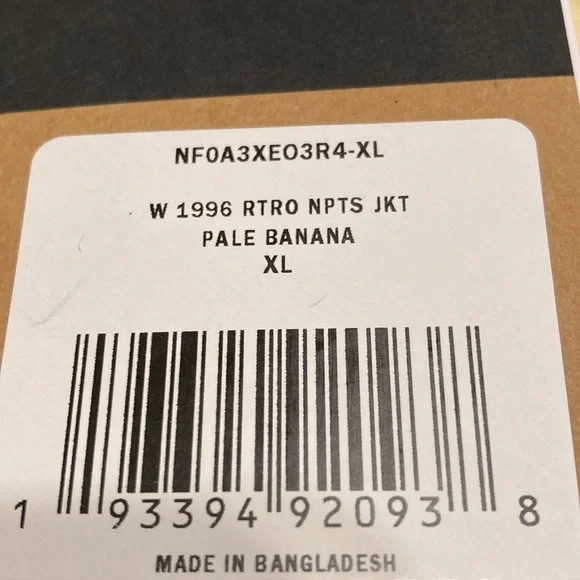 NF0A3XEO3R4-XL
W 1996 RTRO NPTS JKT
PALE BANANA
XL
1 93394 92093 8
MADE IN BANGLADESH